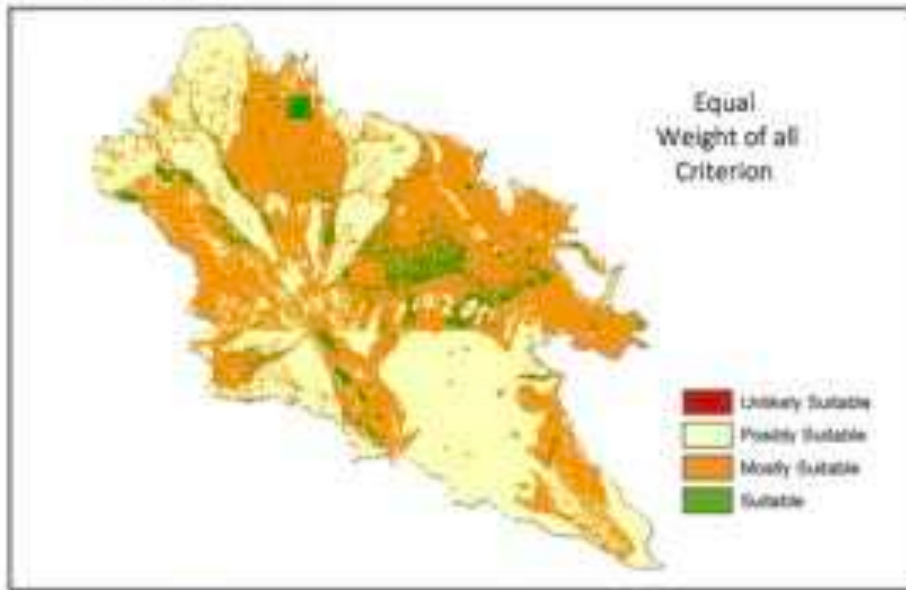 Equal
Weight of all
Criterion
Unlikely Suitable
Possibly Suitable
Mostly Suitable
Suitable